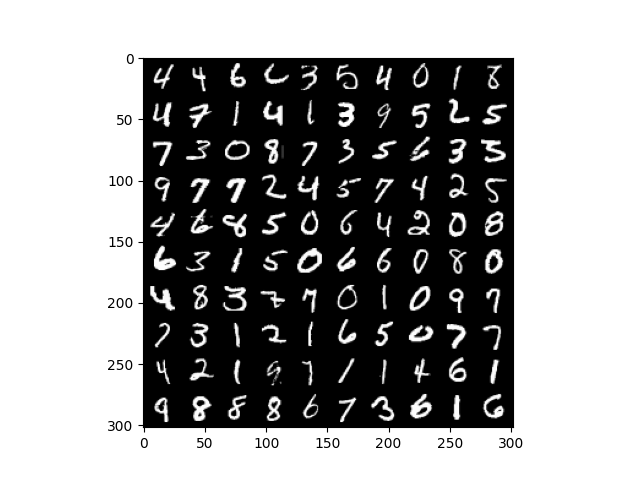 0
4 4 6 6 3 5 4 0 1 8
50
4 7 1 4 1 3 9 5 2 5
7 3 0 8 7 3 5 6 3 3
100
9 7 7 2 4 5 7 4 2 5
4 6 8 5 0 6 4 2 0 8
150
6 3 1 5 0 6 6 0 8 0
200
4 8 3 7 7 0 1 0 9 7
7 3 1 2 1 6 5 0 7 7
250
4 2 1 9 7 1 1 4 6 1
9 8 8 8 6 7 3 6 1 6
300
0 50 100 150 200 250 300